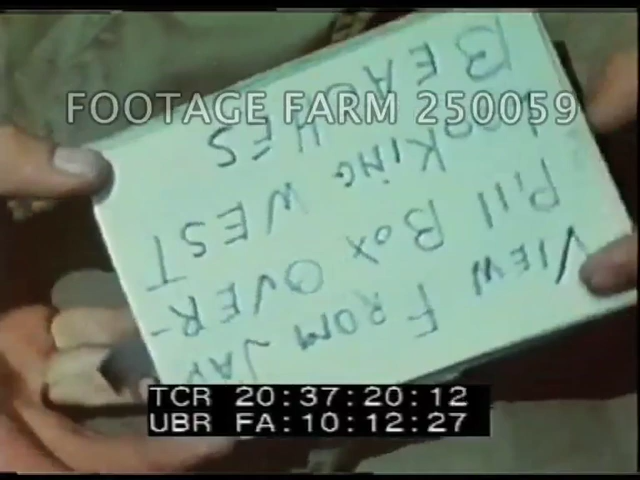 FOOTAGE FARM 250059
VIEW FROM JAP
Pill Box OVER-
LOOKING WEST
BEACHES
TCR 20:37:20:12
UBR FA:10:12:27